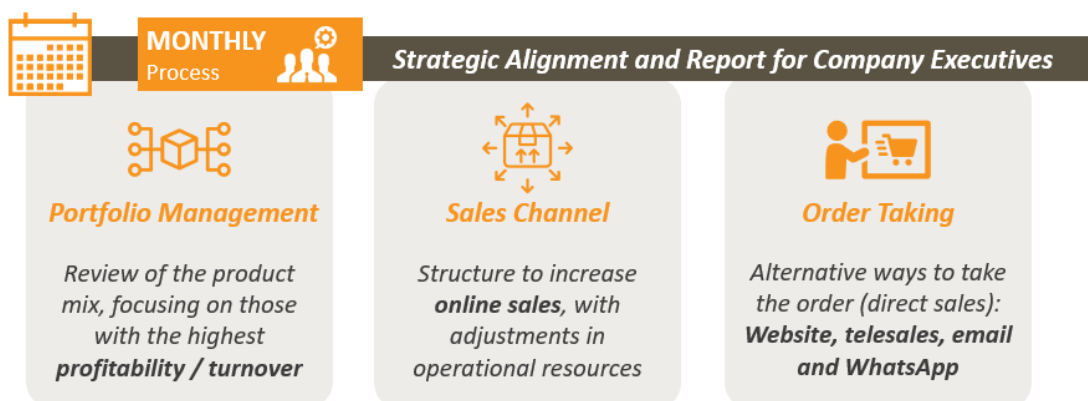 MONTHLY
Process
Strategic Alignment and Report for Company Executives
Portfolio Management
Review of the product
mix, focusing on those
with the highest
profitability / turnover
Sales Channel
Structure to increase
online sales, with
adjustments in
operational resources
Order Taking
Alternative ways to take
the order (direct sales):
Website, telesales, email
and WhatsApp